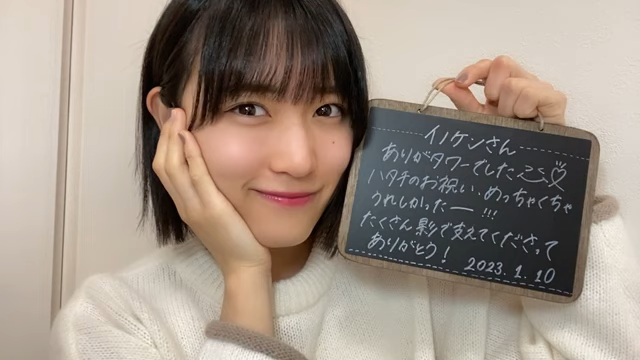 イノケンさん
ありがタワーでした〜♡
ハタチのお祝い、めっちゃくちゃ
うれしかったー!!!
たくさん影で支えてくださって
ありがとう!
2023.1.10